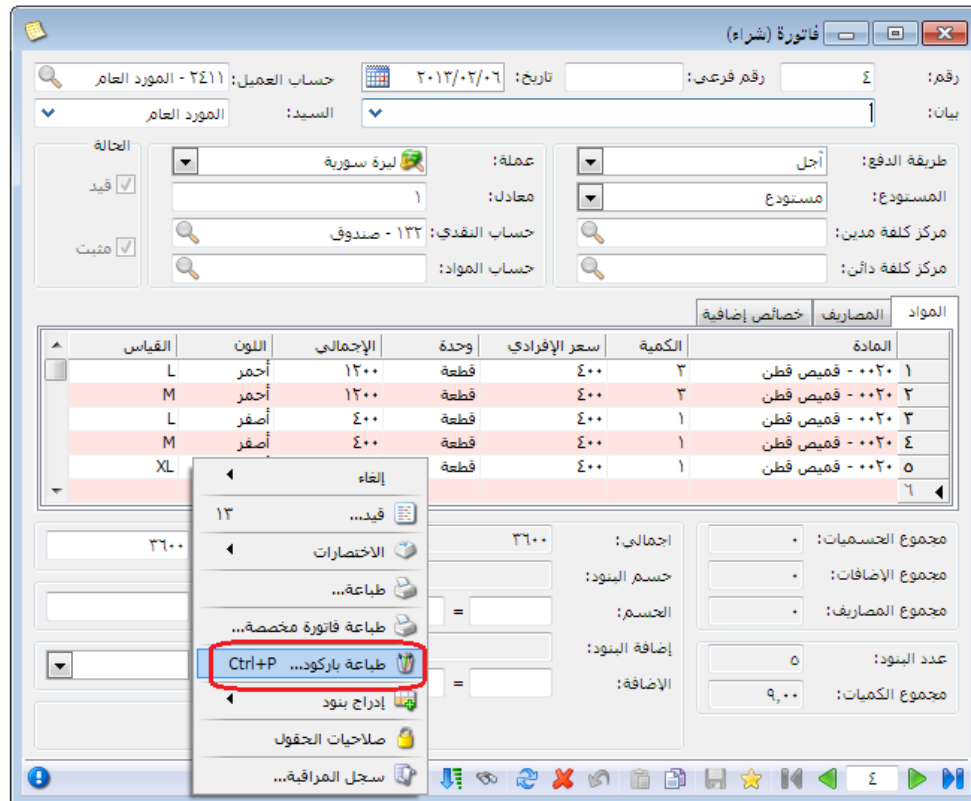 فاتورة (شراء)
رقم: ٤ رقم فرعي: تاريخ: ٢٠١٣/٠٢/٠٦ حساب العميل: ٢٤١١ - المورد العام
بيان: السيد: المورد العام
الحالة
طريقة الدفع: آجل عملة: ليرة سورية
قيد
المستودع: مستودع معادل: ١
مركز كلفة مدين: حساب النقدي: ١٣٢ - صندوق
مثبت
مركز كلفة دائن: حساب المواد:
المواد المصاريف خصائص إضافية
المادة الكمية سعر الإفرادي وحدة الإجمالي اللون القياس
١ ٠٠٢٠ - قميص قطن ٣ ٤٠٠ قطعة ١٢٠٠ أحمر L
٢ ٠٠٢٠ - قميص قطن ٣ ٤٠٠ قطعة ١٢٠٠ أحمر M
٣ ٠٠٢٠ - قميص قطن ١ ٤٠٠ قطعة ٤٠٠ أصفر L
٤ ٠٠٢٠ - قميص قطن ١ ٤٠٠ قطعة ٤٠٠ أصفر M
٥ ٠٠٢٠ - قميص قطن ١ ٤٠٠ قطعة XL
٦
إلغاء
قيد... ١٣
الاختصارات
طباعة...
طباعة فاتورة مخصصة...
طباعة باركود... Ctrl+P
إدراج بنود
صلاحيات الحقول
سجل المراقبة...
مجموع الحسميات: ٠ اجمالي: ٣٦٠٠ ٣٦٠٠
مجموع الإضافات: ٠ حسم البنود:
مجموع المصاريف: ٠ الحسم: =
إضافة البنود:
عدد البنود: ٥
الإضافة: =
مجموع الكميات: ٩,٠٠
٤